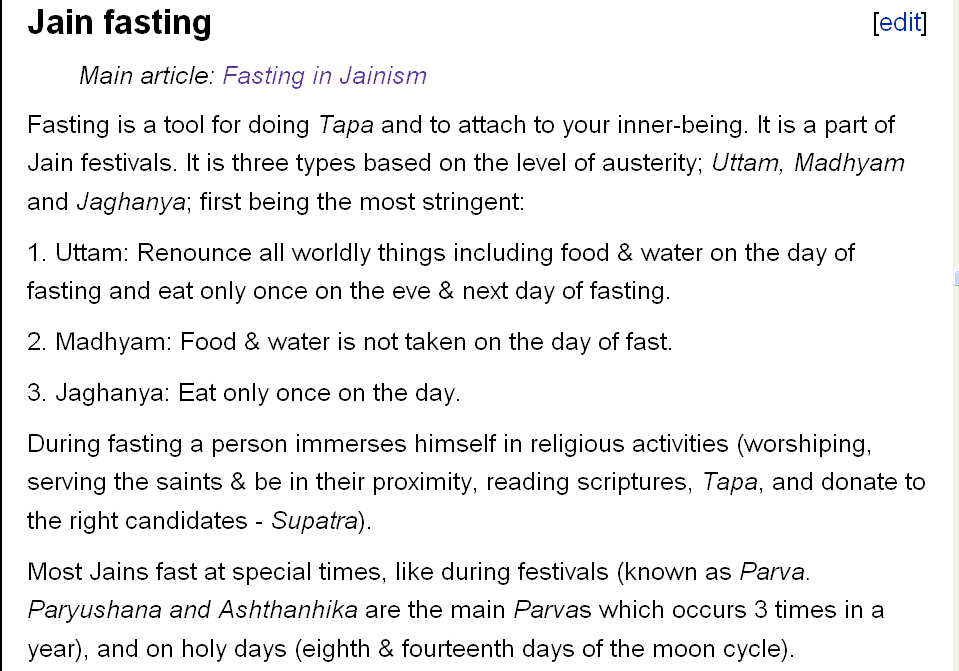 Jain fasting [edit]
Main article: Fasting in Jainism
Fasting is a tool for doing Tapa and to attach to your inner-being. It is a part of
Jain festivals. It is three types based on the level of austerity; Uttam, Madhyam
and Jaghanya; first being the most stringent:
1. Uttam: Renounce all worldly things including food & water on the day of
fasting and eat only once on the eve & next day of fasting.
2. Madhyam: Food & water is not taken on the day of fast.
3. Jaghanya: Eat only once on the day.
During fasting a person immerses himself in religious activities (worshiping,
serving the saints & be in their proximity, reading scriptures, Tapa, and donate to
the right candidates - Supatra).
Most Jains fast at special times, like during festivals (known as Parva.
Paryushana and Ashthanhika are the main Parvas which occurs 3 times in a
year), and on holy days (eighth & fourteenth days of the moon cycle).